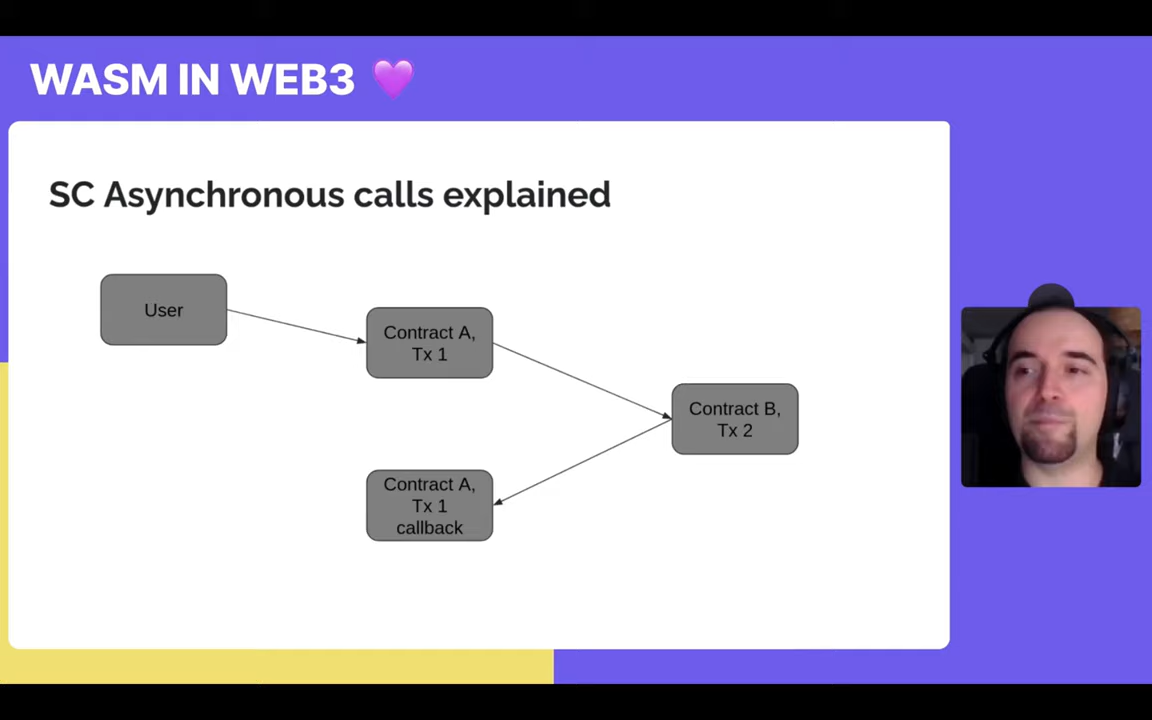 WASM IN WEB3 💜
SC Asynchronous calls explained
User
Contract A,
Tx 1
Contract B,
Tx 2
Contract A,
Tx 1
callback